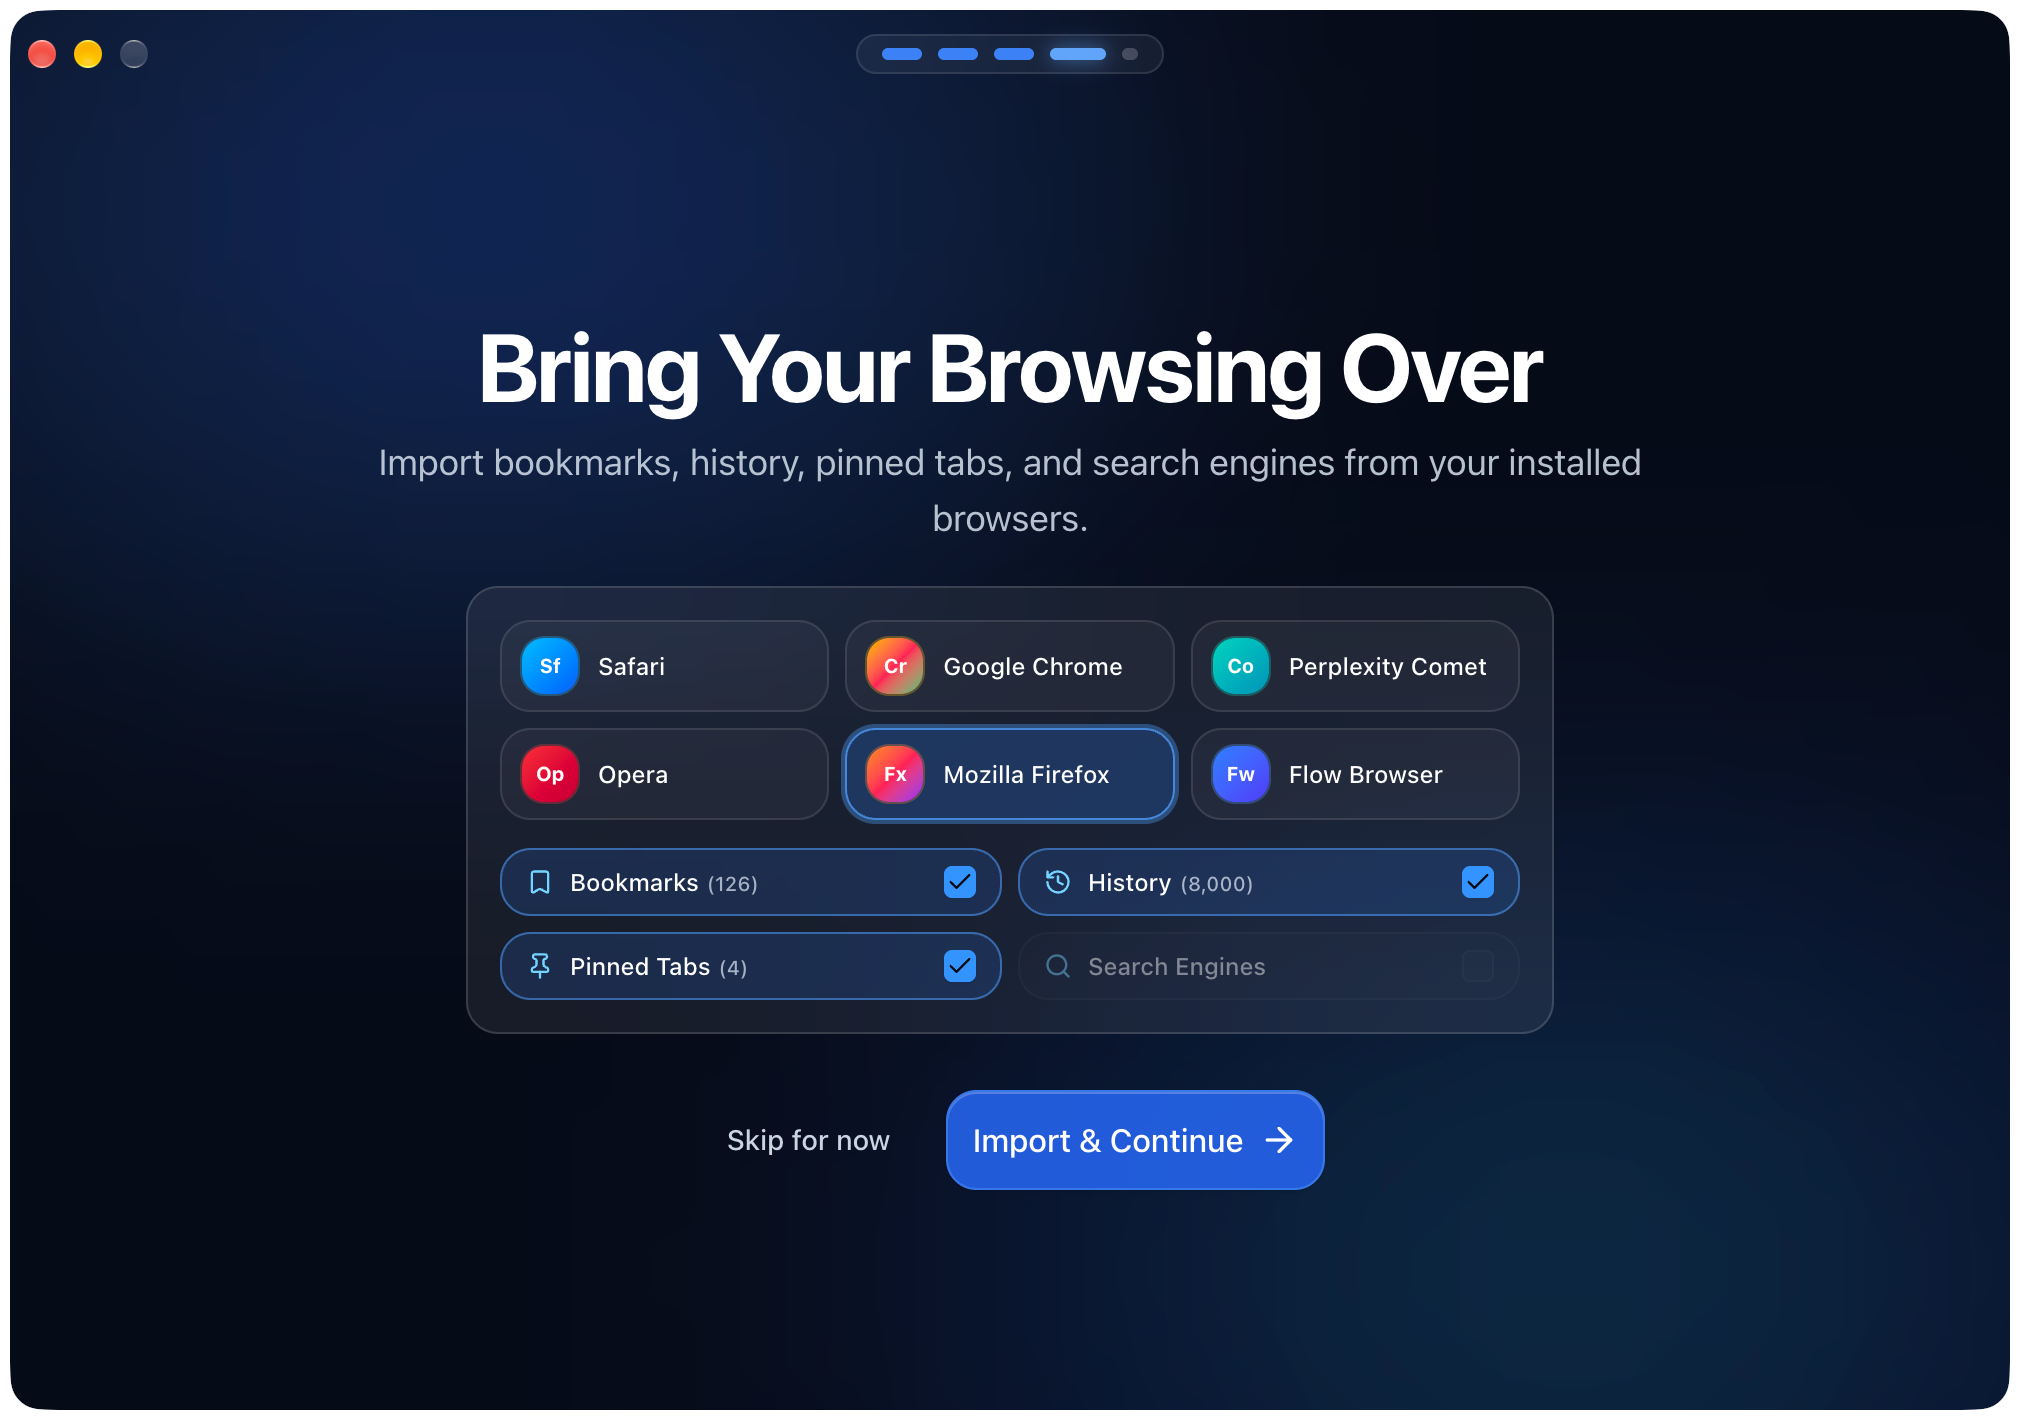 Bring Your Browsing Over
Import bookmarks, history, pinned tabs, and search engines from your installed
browsers.
Sf Safari
Cr Google Chrome
Co Perplexity Comet
Op Opera
Fx Mozilla Firefox
Fw Flow Browser
Bookmarks (126)
History (8,000)
Pinned Tabs (4)
Search Engines
Skip for now
Import & Continue